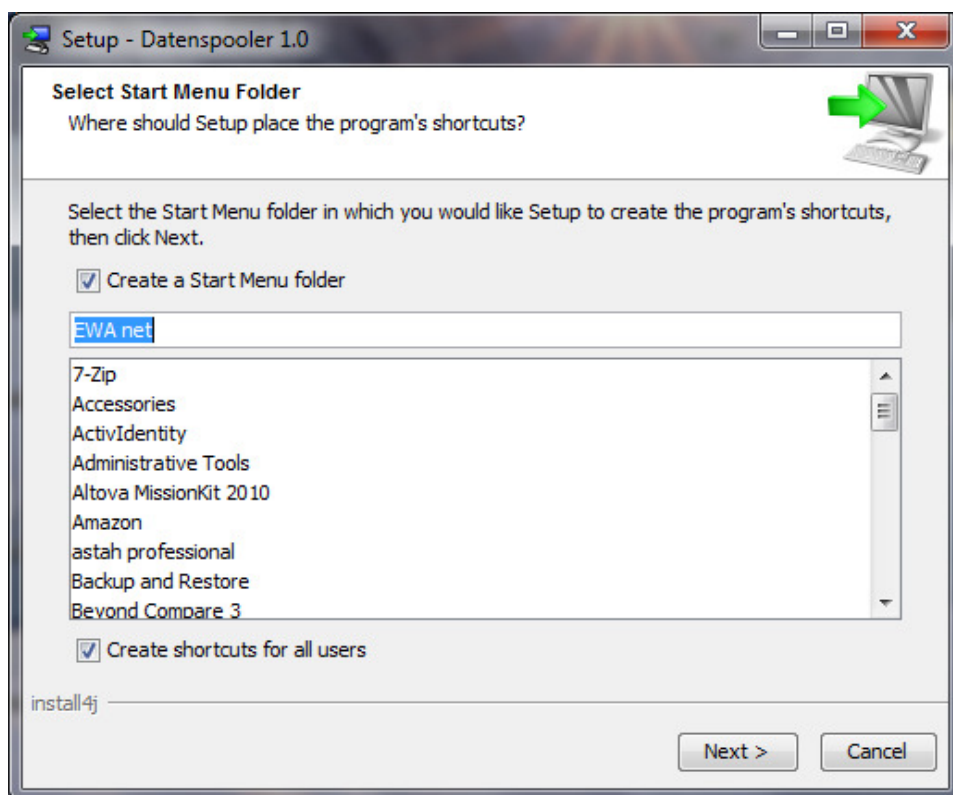 Setup - Datenspooler 1.0
Select Start Menu Folder
Where should Setup place the program's shortcuts?
Select the Start Menu folder in which you would like Setup to create the program's shortcuts,
then click Next.
Create a Start Menu folder
EWA net
7-Zip
Accessories
ActivIdentity
Administrative Tools
Altova MissionKit 2010
Amazon
astah professional
Backup and Restore
Beyond Compare 3
Create shortcuts for all users
install4j
Next >
Cancel